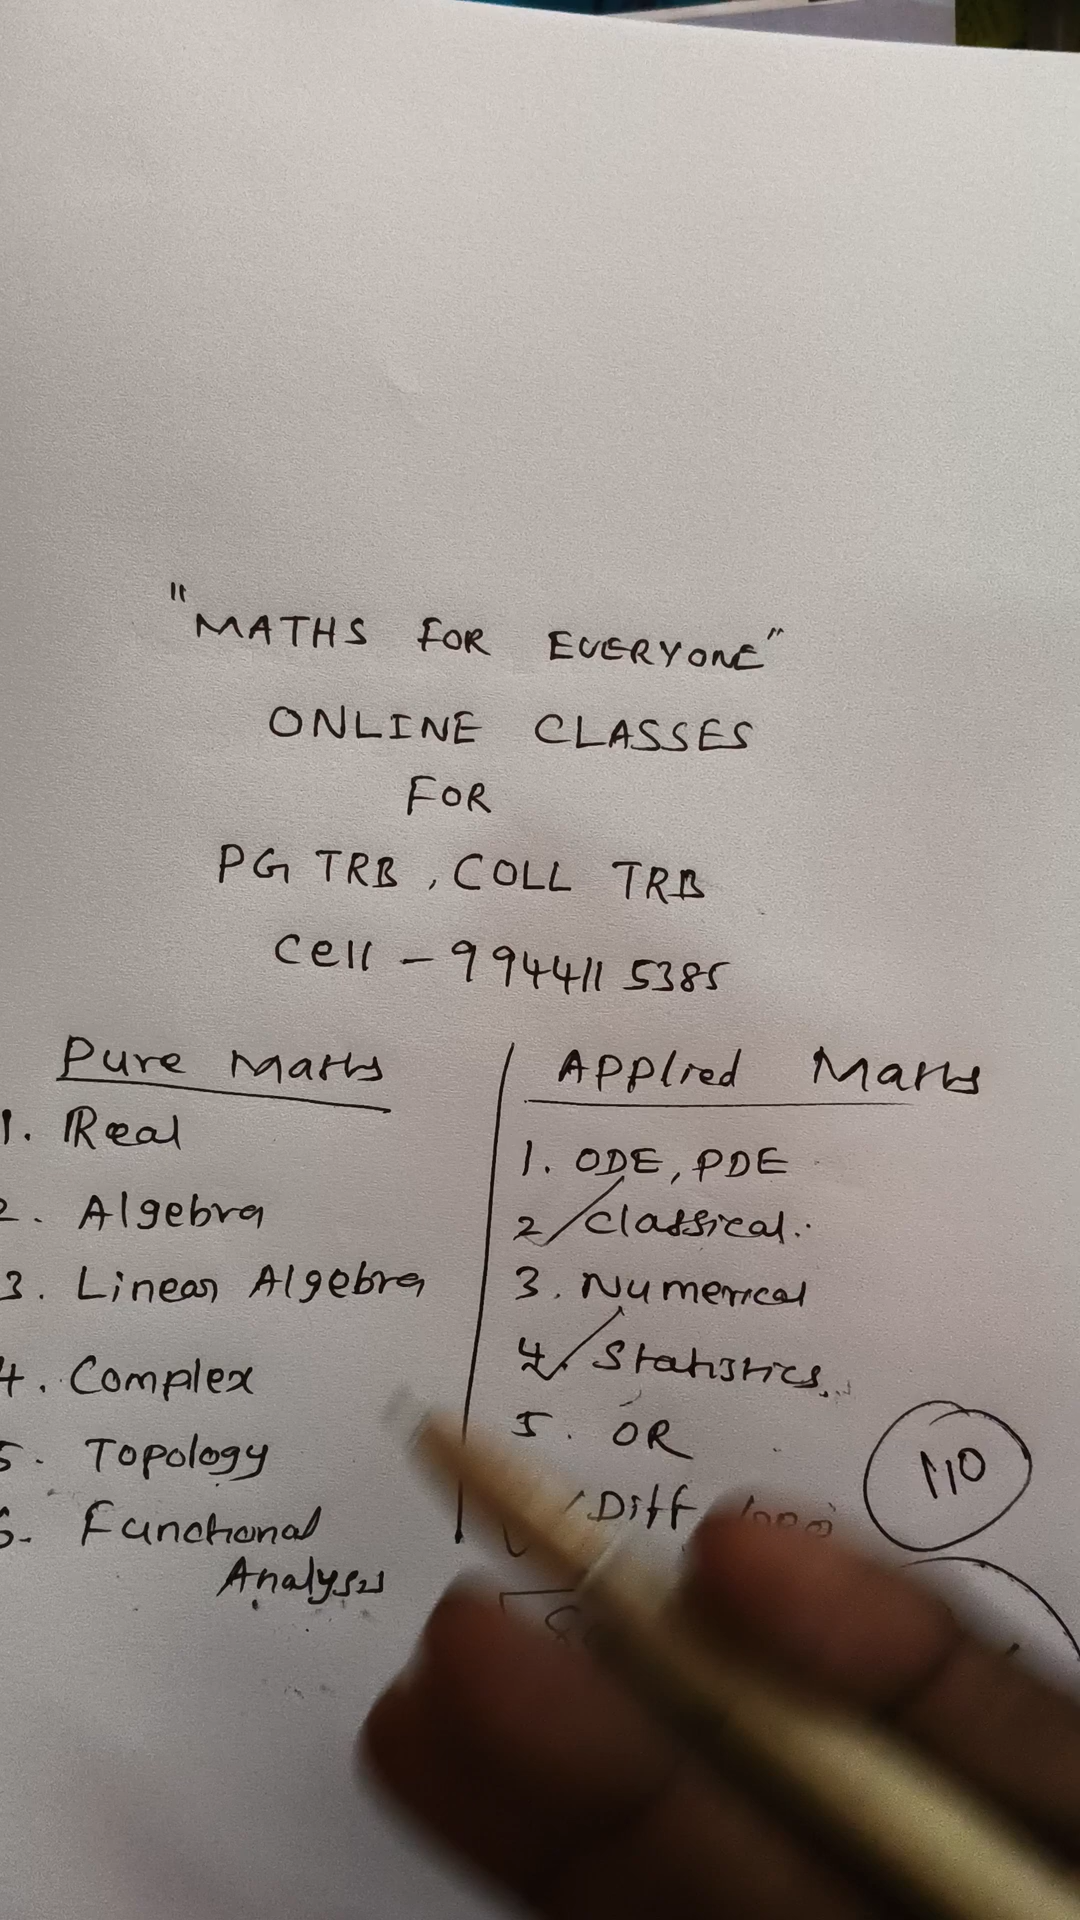 "MATHS FOR EVERYONE"
ONLINE CLASSES
FOR
PG TRB, COLL TRB
Cell - 9944115385
Pure Maths
1. Real
2. Algebra
3. Linear Algebra
4. Complex
5. Topology
6. Functional
Analysis
Applied Maths
1. ODE, PDE
2 Classical.
3. Numerical
4. Statistics
5. OR
Diff
110